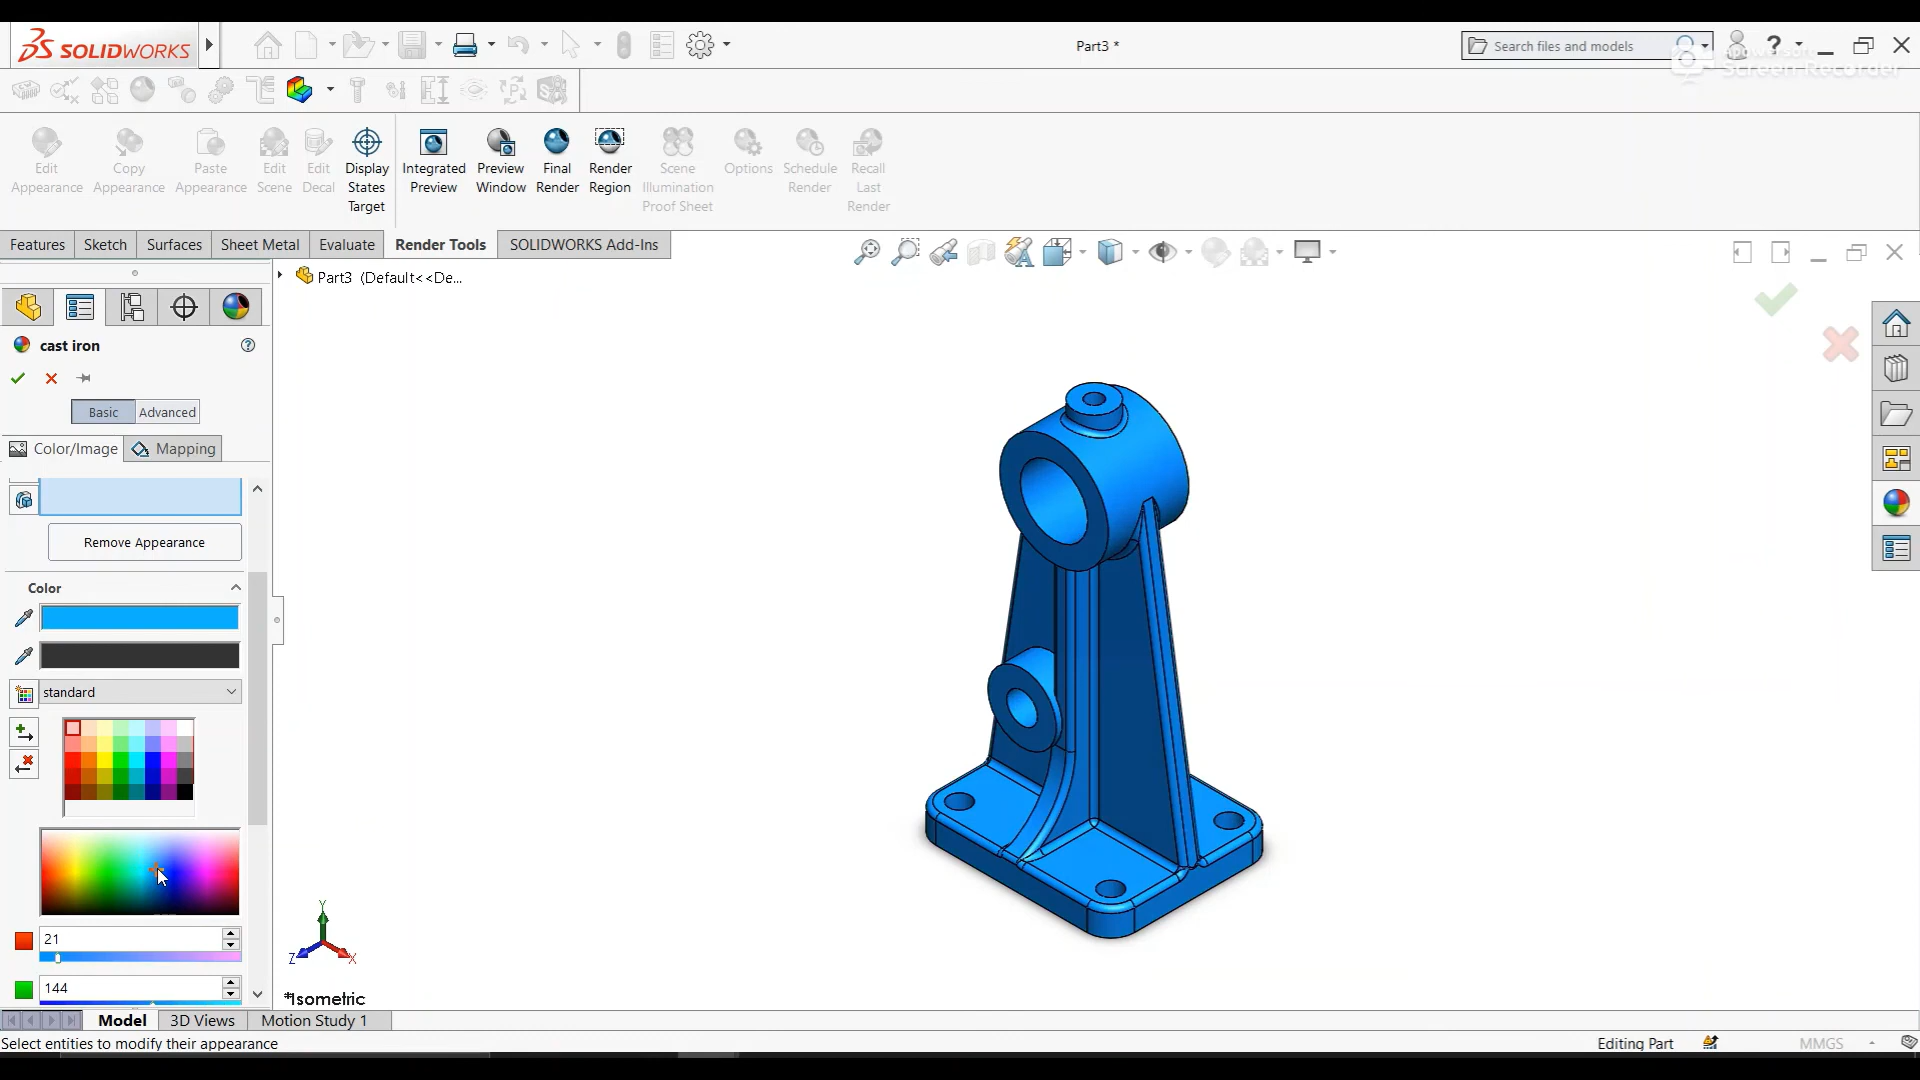 SOLIDWORKS
Part3 *
Search files and models
?
Screen Recorder
Edit Appearance
Copy Appearance
Paste Appearance
Edit Scene
Edit Decal
Display States Target
Integrated Preview
Preview Window
Final Render
Render Region
Scene Illumination Proof Sheet
Options
Schedule Render
Recall Last Render
Features
Sketch
Surfaces
Sheet Metal
Evaluate
Render Tools
SOLIDWORKS Add-Ins
Part3 (Default<<De...
cast iron
?
Basic
Advanced
Color/Image
Mapping
Remove Appearance
Color
standard
21
144
Y
Z
X
*Isometric
Model
3D Views
Motion Study 1
Select entities to modify their appearance
Editing Part
MMGS